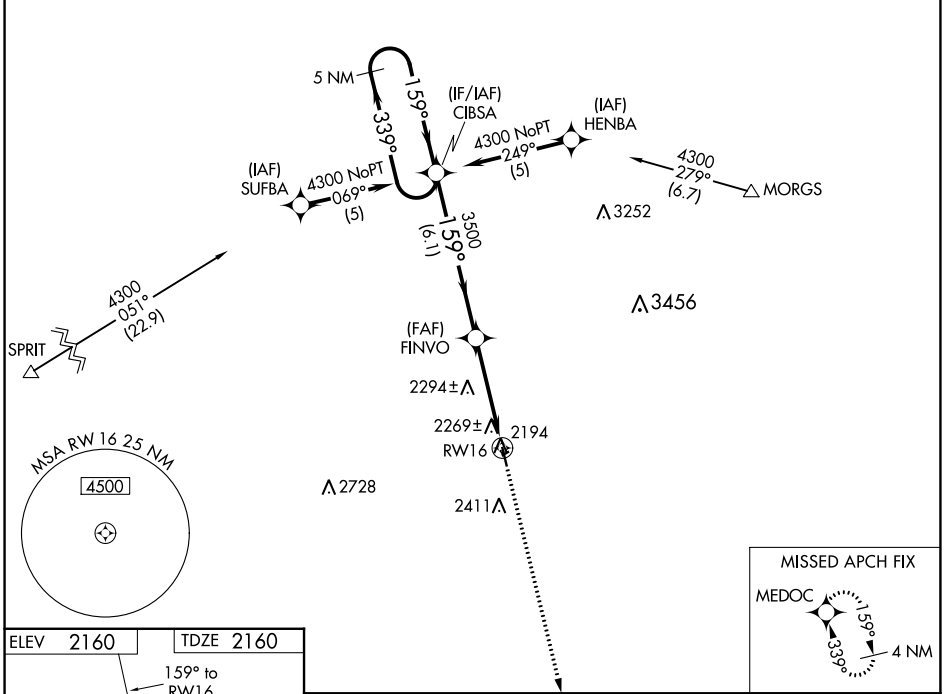 5 NM
159°
339°
(IF/IAF)
CIBSA
(IAF)
HENBA
4300 NoPT
249°
(5)
4300
279°
(6.7)
MORGS
(IAF)
SUFBA
4300 NoPT
069°
(5)
3252
3500
159°
(6.1)
3456
4300
051°
(22.9)
SPRIT
(FAF)
FINVO
2294±
2269±
2194
RW16
MSA RW 16 25 NM
4500
2728
2411
MISSED APCH FIX
MEDOC
159°
339°
4 NM
ELEV 2160
TDZE 2160
159° to
RW16